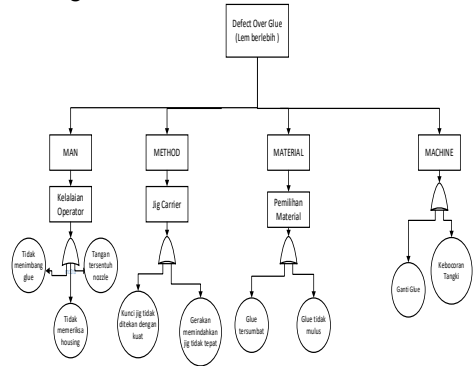 Defect Over Glue
(Lem berlebih )
MAN
METHOD
MATERIAL
MACHINE
Kelalaian
Operator
Jig Carrier
Pemilihan
Material
Tidak
menimbang
glue
Tangan
tersentuh
nozzle
Tidak
memeriksa
housing
Kunci jig tidak
ditekan dengan
kuat
Gerakan
memindahkan
jig tidak tepat
Glue
tersumbat
Glue tidak
mulus
Ganti Glue
Kebocoran
Tangki